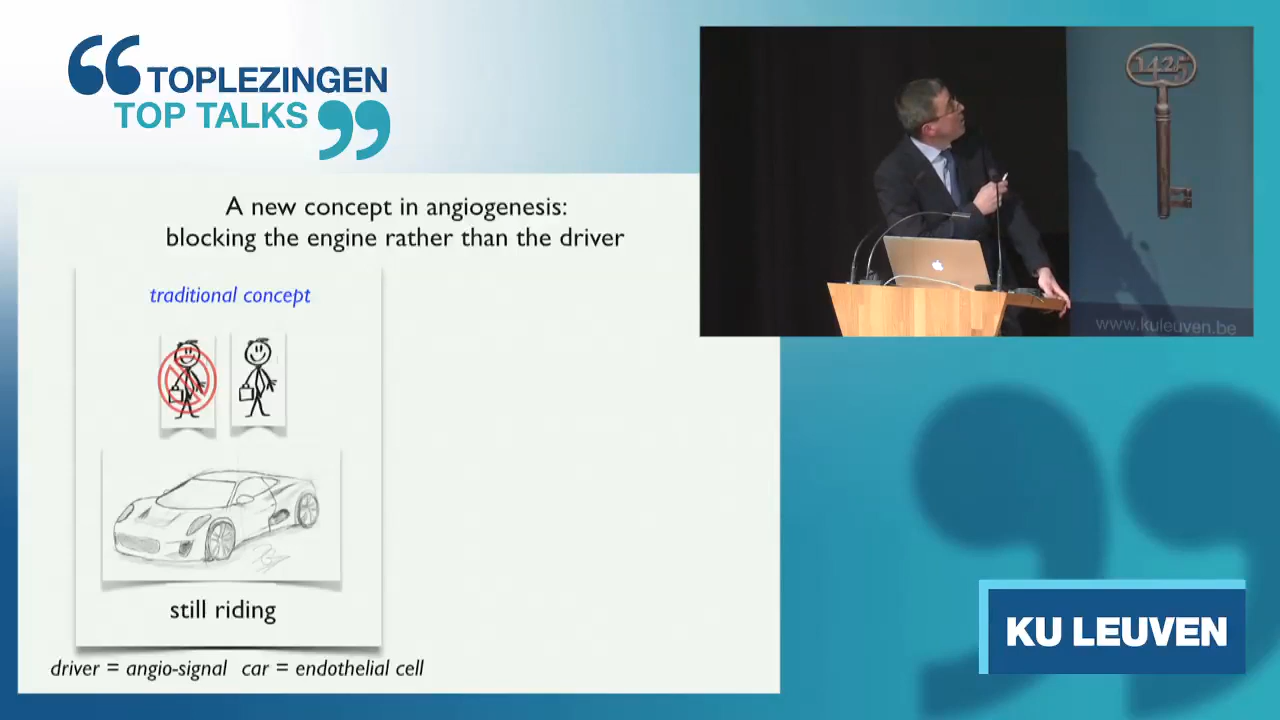 TOPLEZINGEN
TOP TALKS
A new concept in angiogenesis:
blocking the engine rather than the driver
traditional concept
still riding
driver = angio-signal car = endothelial cell
1425
www.kuleuven.be
KU LEUVEN